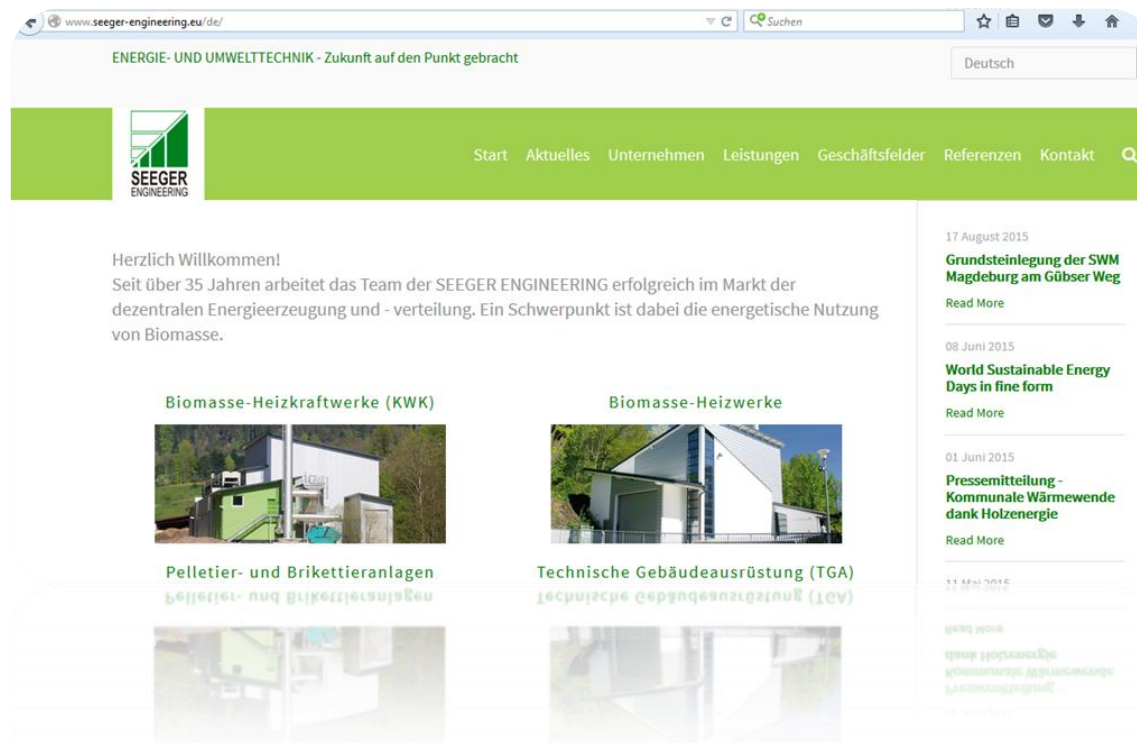 www.seeger-engineering.eu/de/
Suchen
ENERGIE- UND UMWELTTECHNIK - Zukunft auf den Punkt gebracht
Deutsch
SEEGER
ENGINEERING
Start Aktuelles Unternehmen Leistungen Geschäftsfelder Referenzen Kontakt
Herzlich Willkommen!
Seit über 35 Jahren arbeitet das Team der SEEGER ENGINEERING erfolgreich im Markt der
dezentralen Energieerzeugung und - verteilung. Ein Schwerpunkt ist dabei die energetische Nutzung
von Biomasse.
Biomasse-Heizkraftwerke (KWK)
Biomasse-Heizwerke
Pelletier- und Brikettieranlagen
Technische Gebäudeausrüstung (TGA)
17 August 2015
Grundsteinlegung der SWM
Magdeburg am Gübser Weg
Read More
08 Juni 2015
World Sustainable Energy
Days in fine form
Read More
01 Juni 2015
Pressemitteilung -
Kommunale Wärmewende
dank Holzenergie
Read More
11 Mai 2015